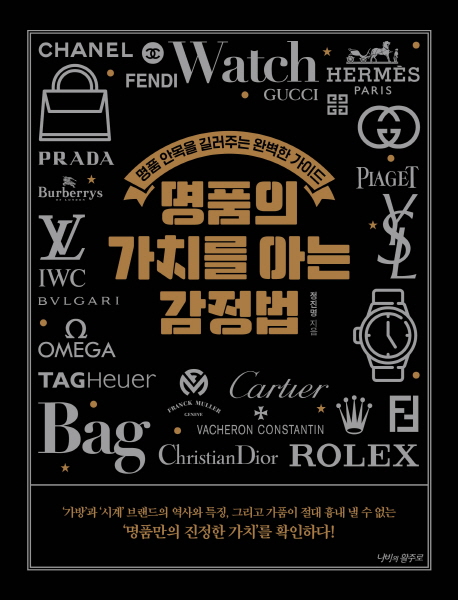 CHANEL
FENDI
Watch
HERMÈS
PARIS
GUCCI
PRADA
명품 안목을 길러주는 완벽한 가이드
PIAGET
Burberrys
OF LONDON
명품의
가치를 아는
감정법
정진명 지음
YSL
LV
IWC
BVLGARI
Ω
OMEGA
TAGHeuer
FRANCK MULLER
GENEVE
Cartier
VACHERON CONSTANTIN
Bag
ChristianDior
ROLEX
'가방'과 '시계' 브랜드의 역사와 특징, 그리고 가품이 절대 흉내 낼 수 없는
'명품만의 진정한 가치'를 확인하다!
나비의 활주로